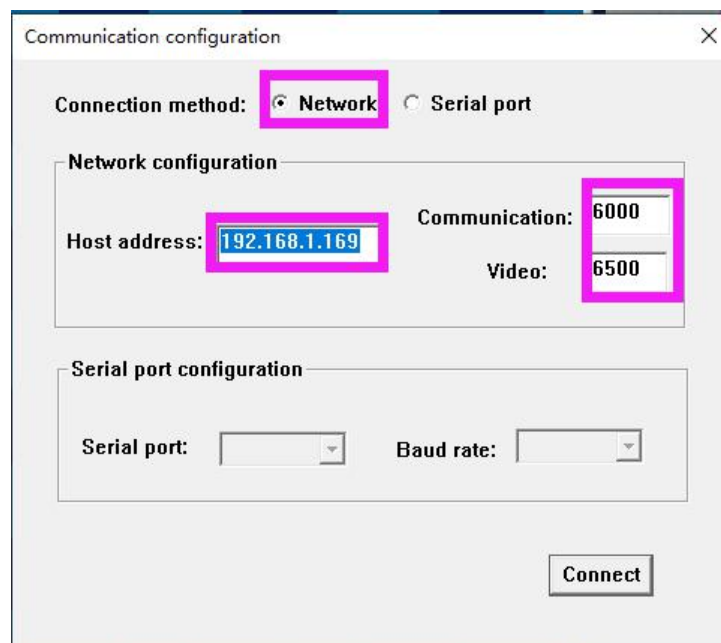 Communication configuration
Connection method: Network Serial port
Network configuration
Host address: 192.168.1.169
Communication: 6000
Video: 6500
Serial port configuration
Serial port: Baud rate:
Connect